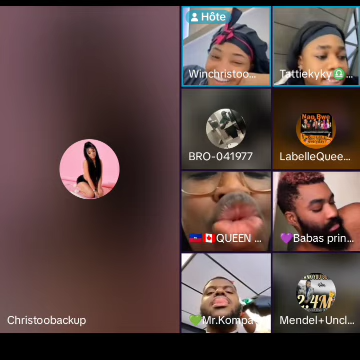 Hôte
Winchristoo...
Tattiekyky...
BRO-041977
LabelleQuee...
QUEEN ...
Babas prin...
Christoobackup
Mr.Kompa
2.4M
Mendel+Uncl...